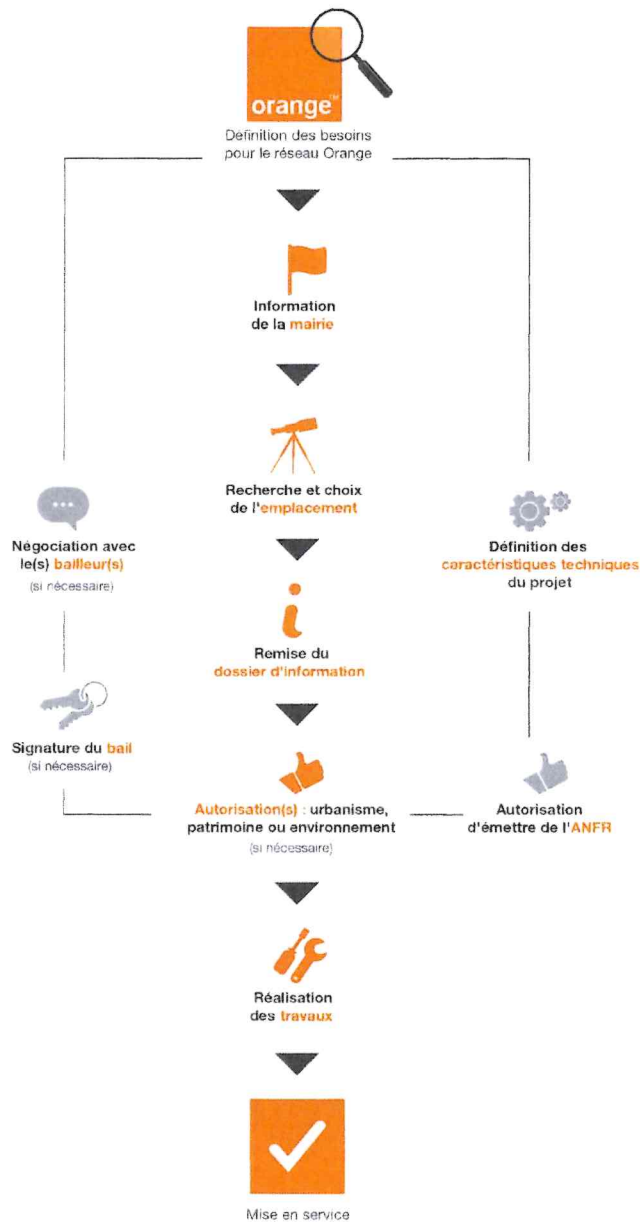 orange™
Définition des besoins
pour le réseau Orange
Information
de la mairie
Recherche et choix
de l'emplacement
Négociation avec
le(s) bailleur(s)
(si nécessaire)
Définition des
caractéristiques techniques
du projet
Remise du
dossier d'information
Signature du bail
(si nécessaire)
Autorisation(s) : urbanisme,
patrimoine ou environnement
(si nécessaire)
Autorisation
d'émettre de l'ANFR
Réalisation
des travaux
Mise en service